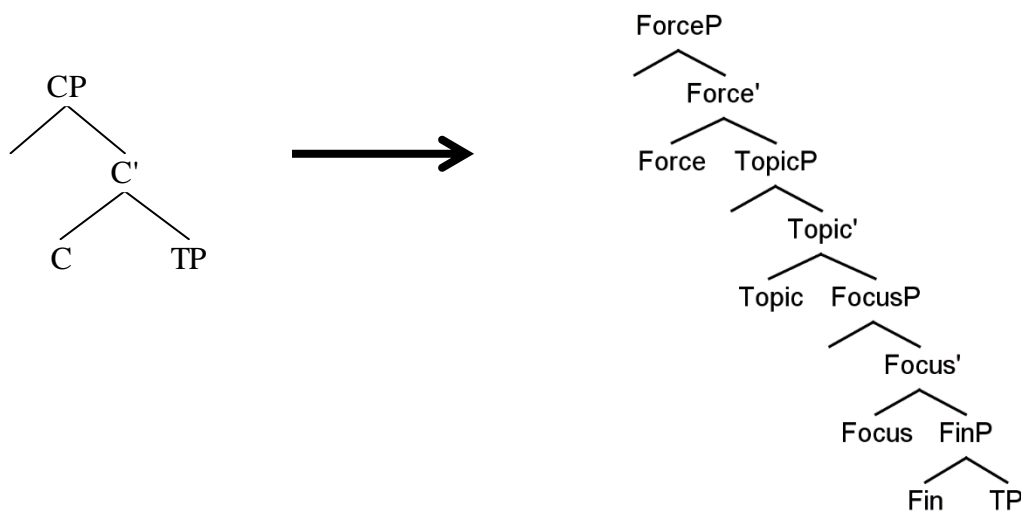 CP
C'
C TP
ForceP
Force'
Force TopicP
Topic'
Topic FocusP
Focus'
Focus FinP
Fin TP